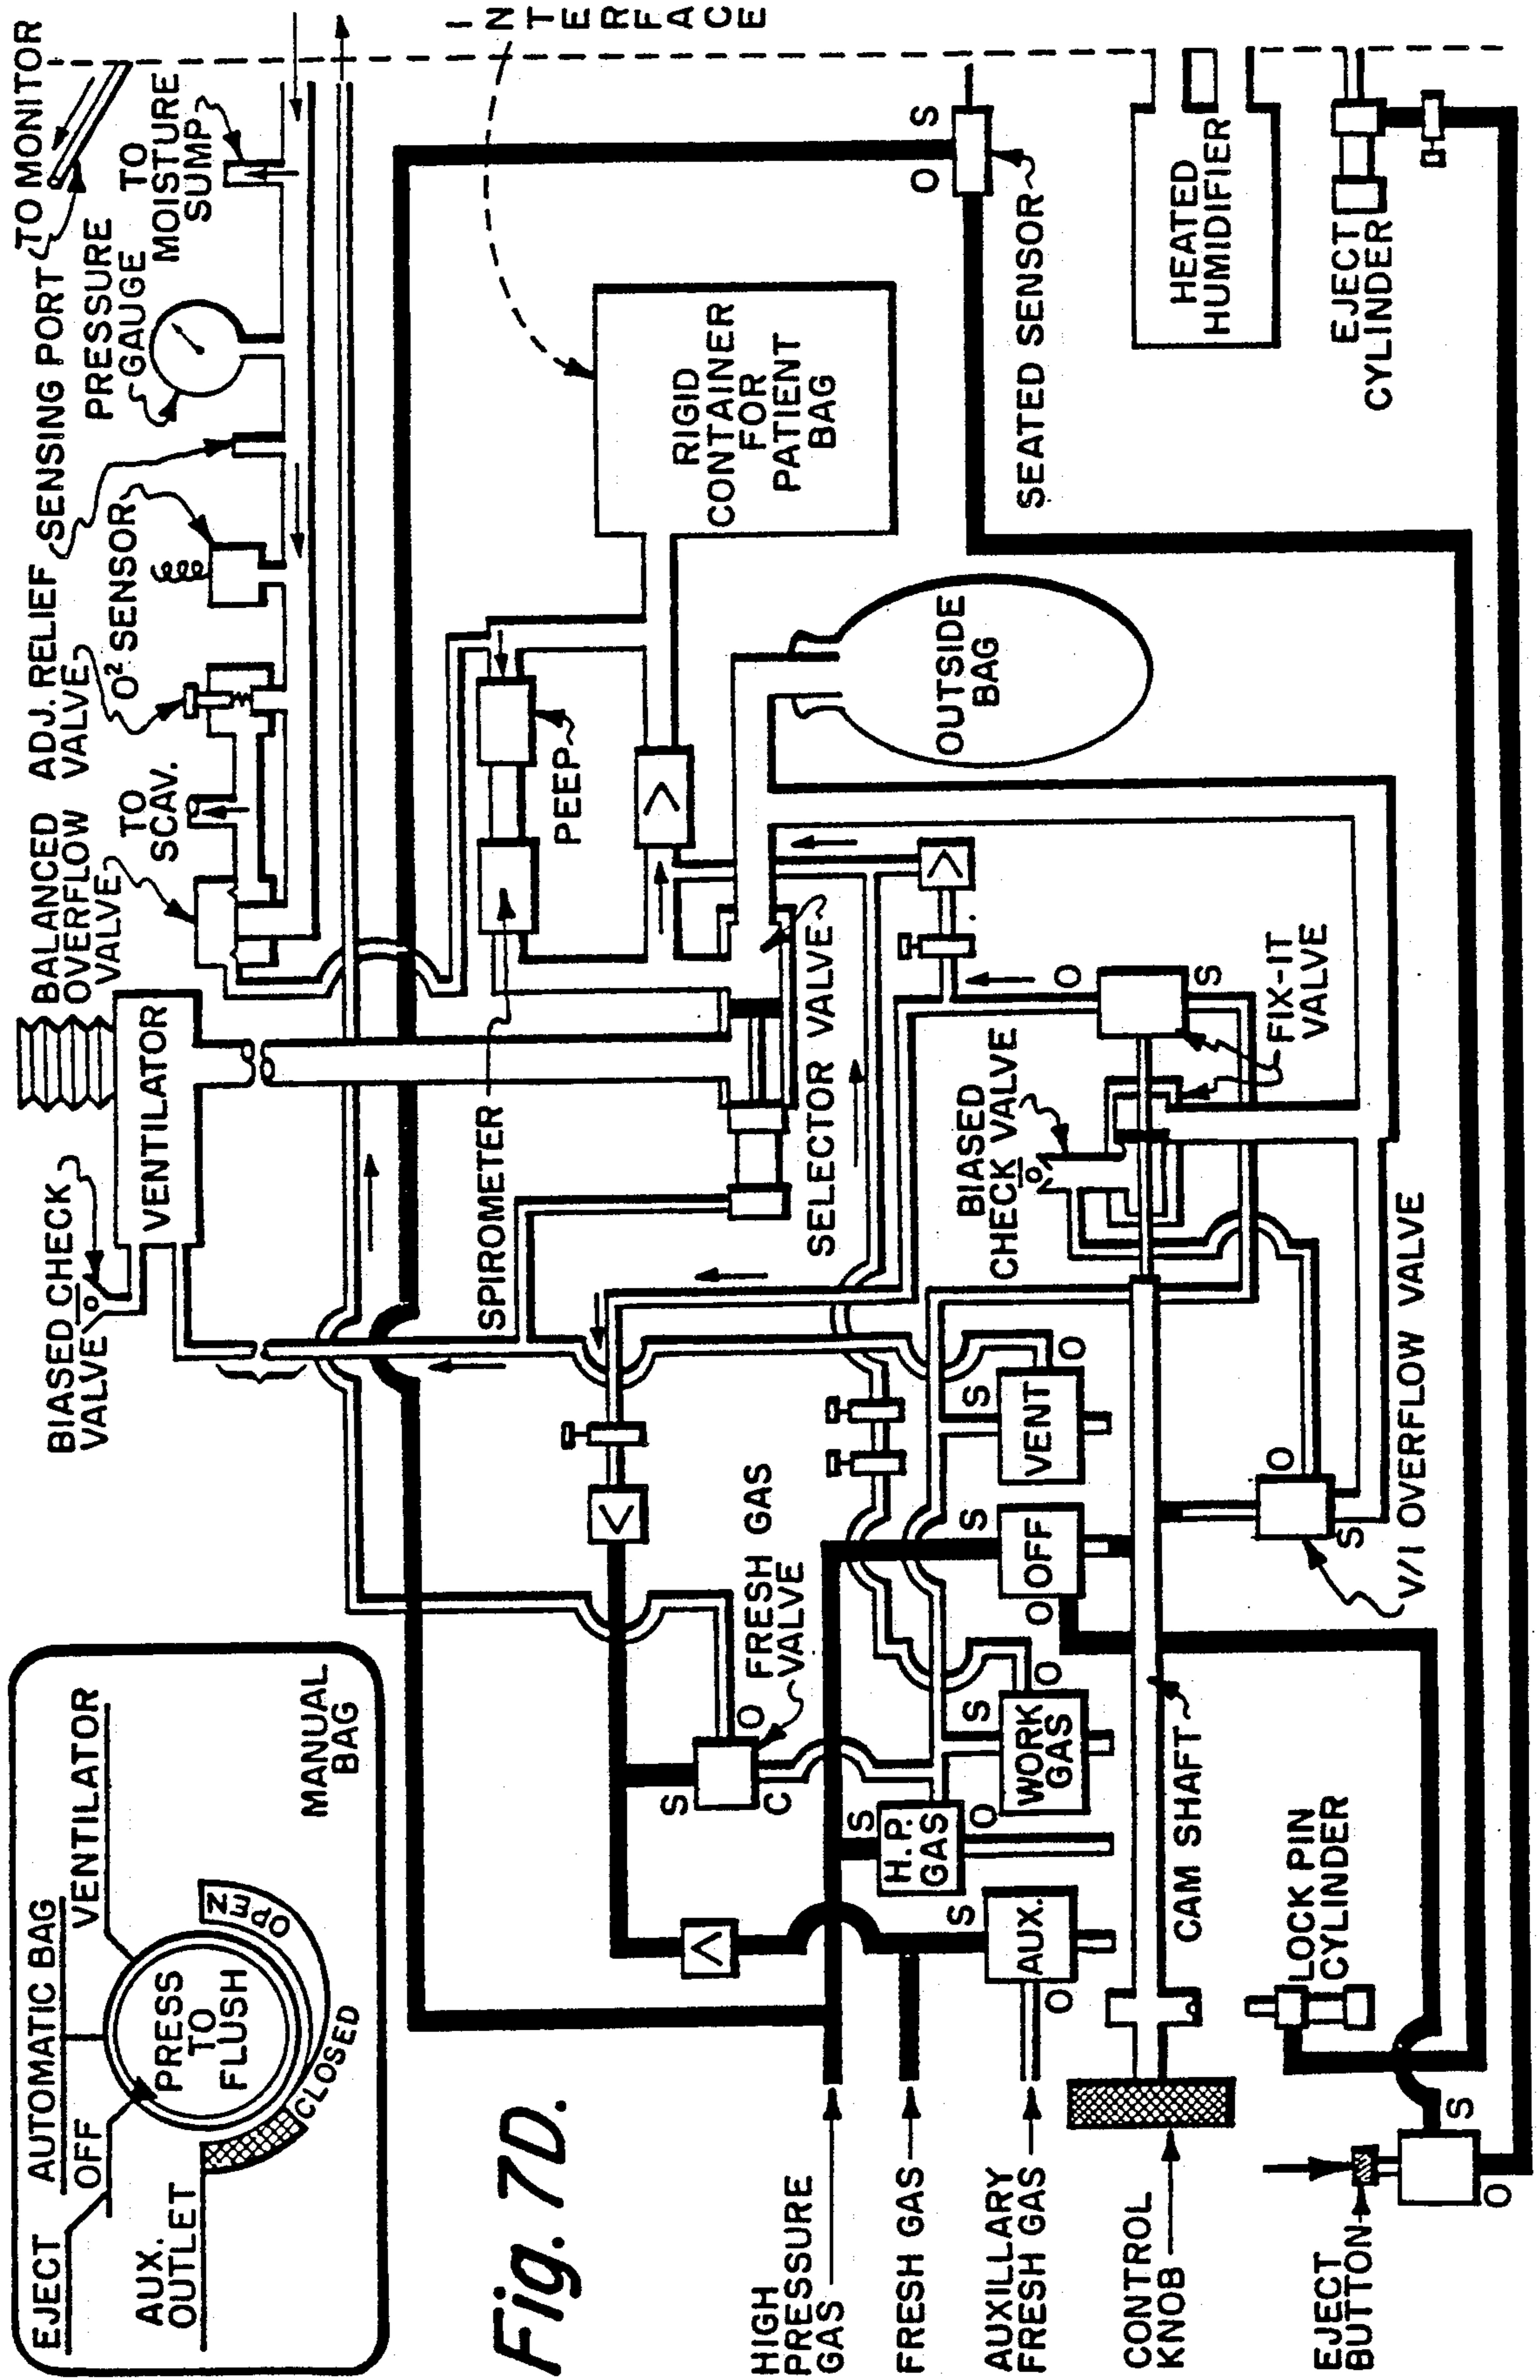 EJECT
OFF
AUTOMATIC BAG
VENTILATOR
AUX.
OUTLET
PRESS
TO
FLUSH
CLOSED
OPEN
MANUAL
BAG
Fig. 7D.
BIASED CHECK
VALVE
VENTILATOR
BALANCED
OVERFLOW
VALVE
TO
SCAV.
ADJ. RELIEF
VALVE
O² SENSOR
SENSING PORT
PRESSURE
GAUGE
TO MONITOR
TO
MOISTURE
SUMP
INTERFACE
SPIROMETER
PEEP
RIGID
CONTAINER
FOR
PATIENT
BAG
SELECTOR VALVE
OUTSIDE
BAG
O
S
SEATED SENSOR
HEATED
HUMIDIFIER
EJECT
CYLINDER
HIGH
PRESSURE
GAS
FRESH GAS
AUXILLARY
FRESH GAS
CONTROL
KNOB
EJECT
BUTTON
S
O
FRESH GAS
VALVE
S
C
O
H.P.
GAS
S
O
AUX.
S
O
WORK
GAS
S
O
OFF
S
O
VENT
S
O
BIASED
CHECK VALVE
O
S
FIX-IT
VALVE
CAM SHAFT
LOCK PIN
CYLINDER
O
S
V/I OVERFLOW VALVE